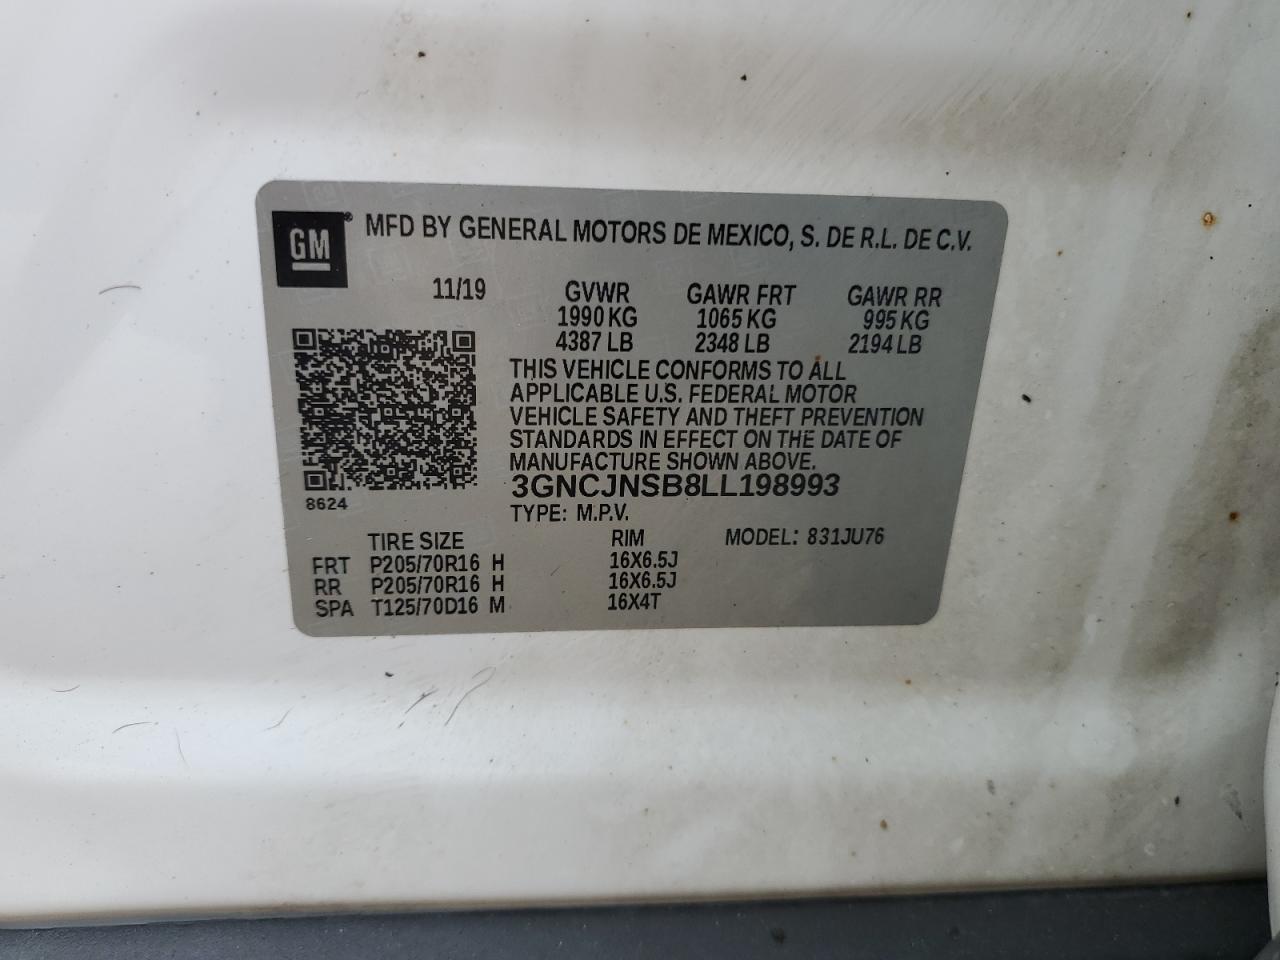 GM® MFD BY GENERAL MOTORS DE MEXICO, S. DE R.L. DE C.V.
11/19 GVWR GAWR FRT GAWR RR
1990 KG 1065 KG 995 KG
4387 LB 2348 LB 2194 LB
THIS VEHICLE CONFORMS TO ALL
APPLICABLE U.S. FEDERAL MOTOR
VEHICLE SAFETY AND THEFT PREVENTION
STANDARDS IN EFFECT ON THE DATE OF
MANUFACTURE SHOWN ABOVE.
3GNCJNSB8LL198993
8624
TYPE: M.P.V.
TIRE SIZE RIM MODEL: 831JU76
FRT P205/70R16 H 16X6.5J
RR P205/70R16 H 16X6.5J
SPA T125/70D16 M 16X4T